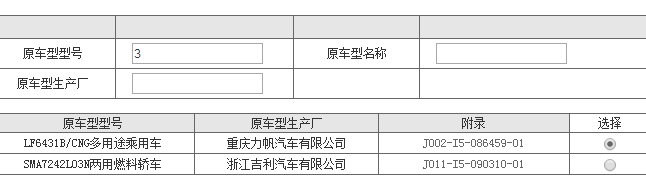 原车型型号 3 原车型名称
原车型生产厂
原车型型号 原车型生产厂 附录 选择
LF6431B/CNG多用途乘用车 重庆力帆汽车有限公司 J002-I5-086459-01
SMA7242L03N两用燃料轿车 浙江吉利汽车有限公司 J011-I5-090310-01